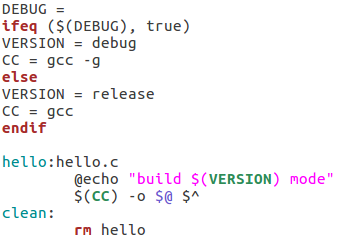 DEBUG =
ifeq ($(DEBUG), true)
VERSION = debug
CC = gcc -g
else
VERSION = release
CC = gcc
endif

hello:hello.c
        @echo "build $(VERSION) mode"
        $(CC) -o $@ $^
clean:
        rm hello